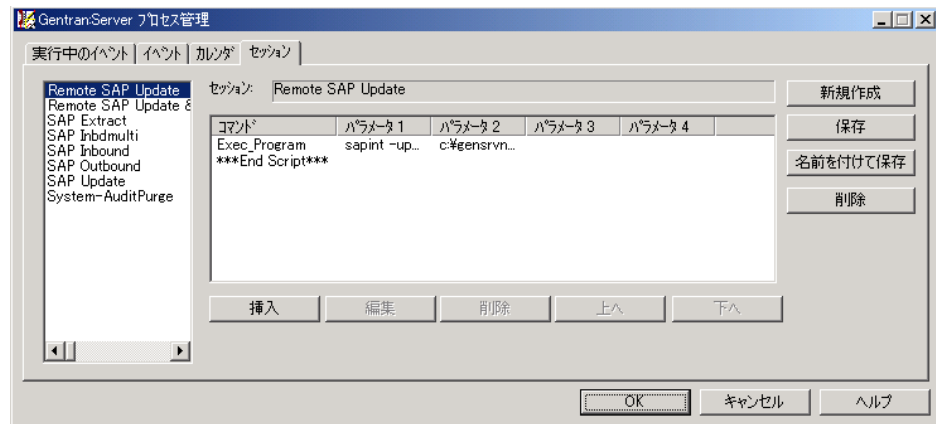 Gentran:Server プロセス管理
実行中のイベント イベント カレンダ セッション
Remote SAP Update
Remote SAP Update &
SAP Extract
SAP Inbdmulti
SAP Inbound
SAP Outbound
SAP Update
System-AuditPurge
セッション: Remote SAP Update
コマンド パラメータ 1 パラメータ 2 パラメータ 3 パラメータ 4
Exec_Program sapint -up... c:¥gensrvn...
***End Script***
挿入 編集 削除 上へ 下へ
新規作成
保存
名前を付けて保存
削除
OK キャンセル ヘルプ